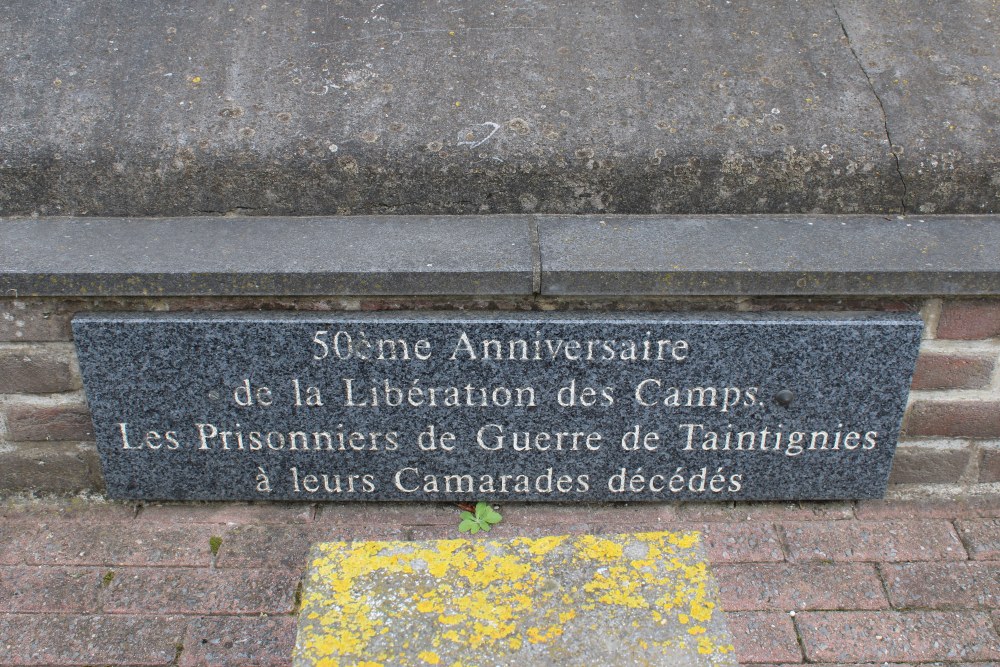 50ème Anniversaire
de la Libération des Camps.
Les Prisonniers de Guerre de Taintignies
à leurs Camarades décédés